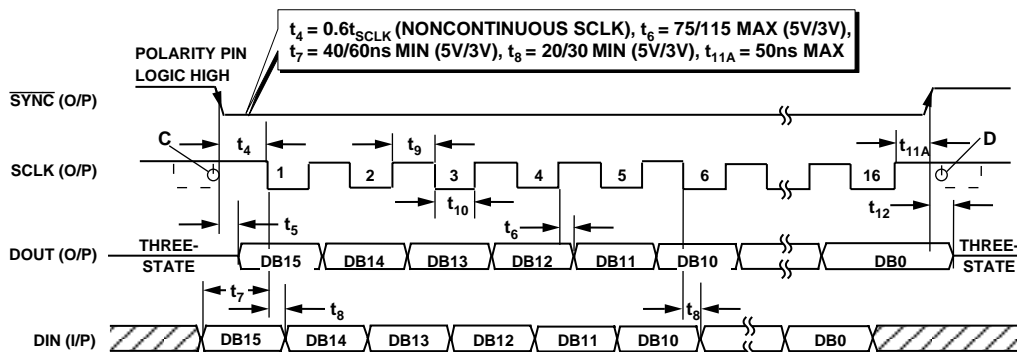 t4 = 0.6tSCLK (NONCONTINUOUS SCLK), t6 = 75/115 MAX (5V/3V),
t7 = 40/60ns MIN (5V/3V), t8 = 20/30 MIN (5V/3V), t11A = 50ns MAX
POLARITY PIN
LOGIC HIGH
SYNC (O/P)
C t4 t9 t11A D
SCLK (O/P) 1 2 3 4 5 6 16
t10
t5 t6 t12
DOUT (O/P) THREE-STATE DB15 DB14 DB13 DB12 DB11 DB10 DB0 THREE-STATE
t7 t8 t8
DIN (I/P) DB15 DB14 DB13 DB12 DB11 DB10 DB0